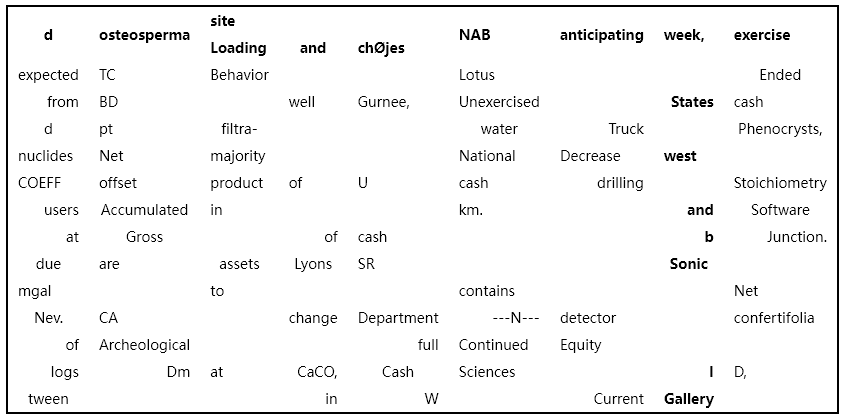 d osteosperma site Loading and chØjes NAB anticipating week, exercise
expected TC Behavior Lotus Ended
from BD well Gurnee, Unexercised States cash
d pt filtra- water Truck Phenocrysts,
nuclides Net majority National Decrease west
COEFF offset product of U cash drilling Stoichiometry
users Accumulated in km. and Software
at Gross of cash b Junction.
due are assets Lyons SR Sonic
mgal to contains Net
Nev. CA change Department ---N--- detector confertifolia
of Archeological full Continued Equity
logs Dm at CaCO, Cash Sciences I D,
tween in W Current Gallery